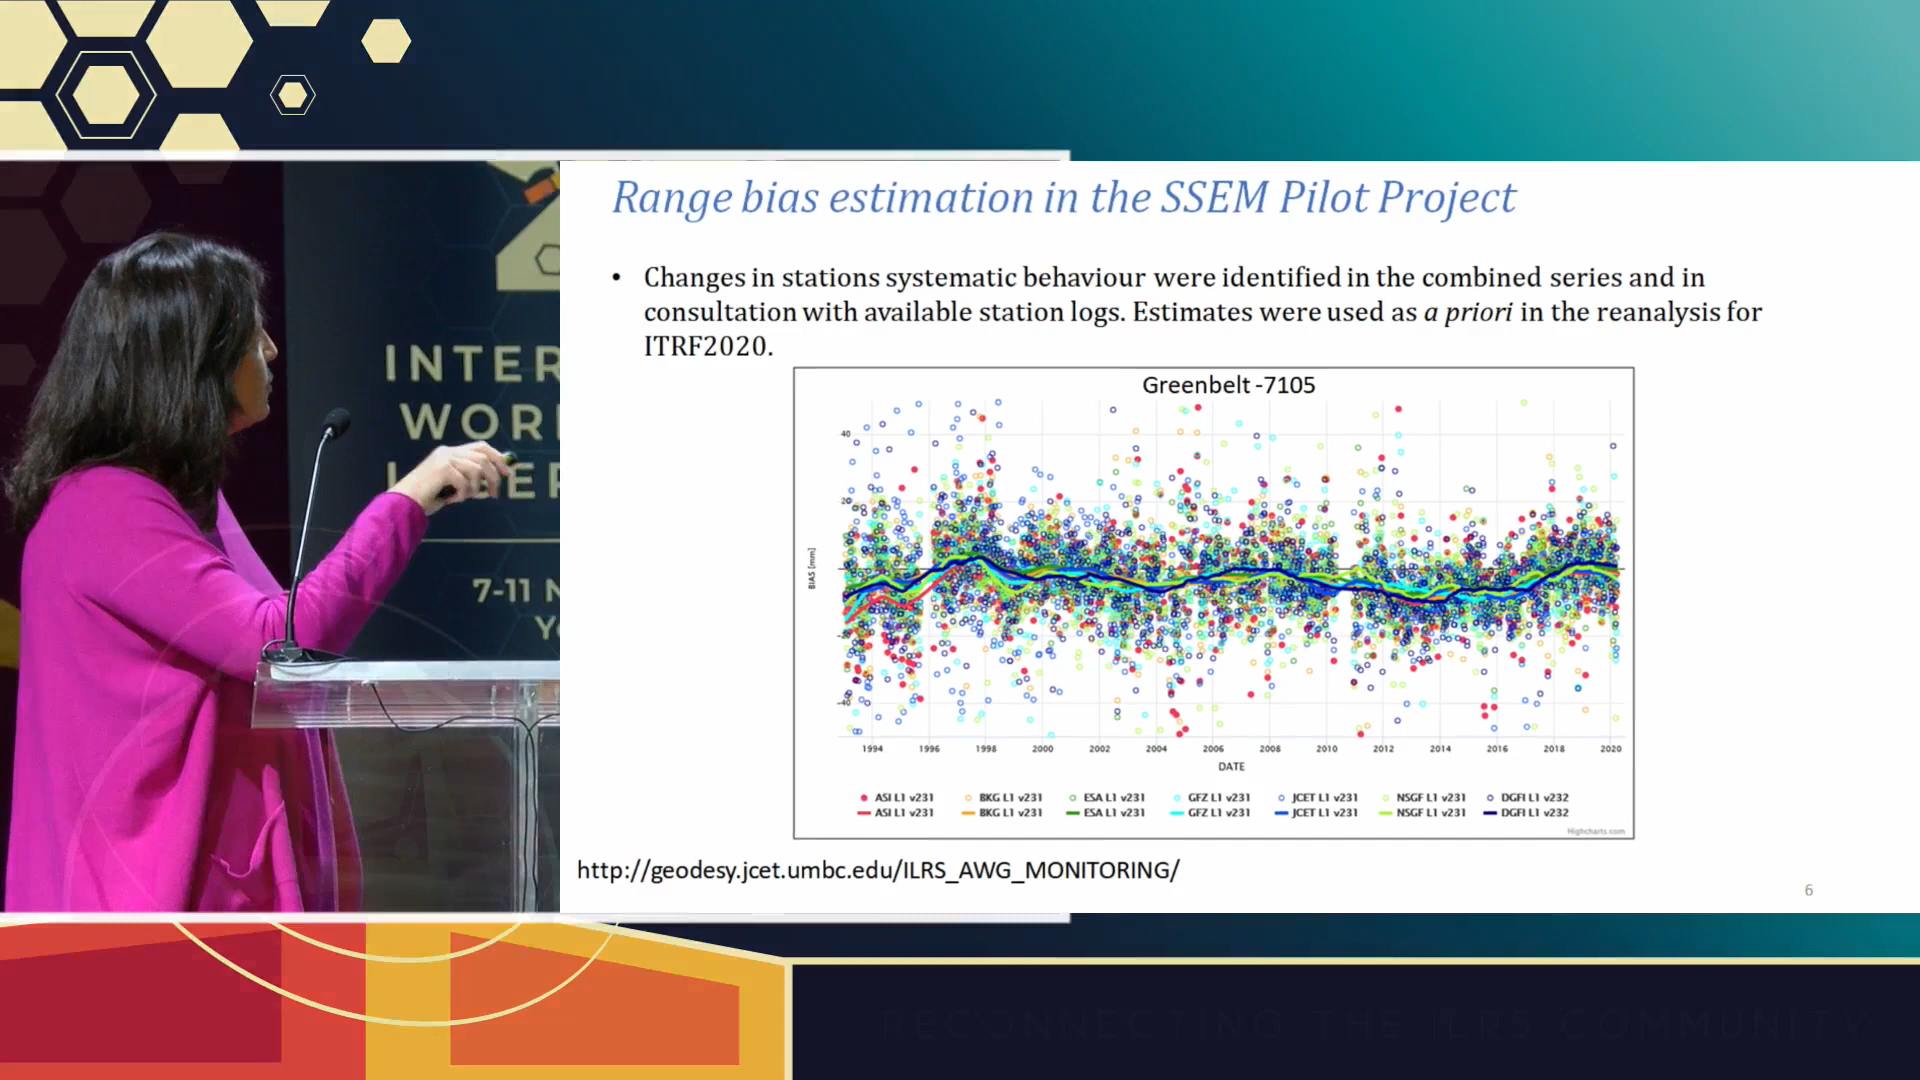 Range bias estimation in the SSEM Pilot Project
• Changes in stations systematic behaviour were identified in the combined series and in
consultation with available station logs. Estimates were used as a priori in the reanalysis for
ITRF2020.
Greenbelt -7105
40
20
-40
BIAS [mm]
1994 1996 1998 2000 2002 2004 2006 2008 2010 2012 2014 2016 2018 2020
DATE
ASI L1 v231 BKG L1 v231 ESA L1 v231 GFZ L1 v231 JCET L1 v231 NSGF L1 v231 DGFI L1 v232
ASI L1 v231 BKG L1 v231 ESA L1 v231 GFZ L1 v231 JCET L1 v231 NSGF L1 v231 DGFI L1 v232
Highcharts.com
http://geodesy.jcet.umbc.edu/ILRS_AWG_MONITORING/
6
INTER
WOR
7-11 N
RECONNECTING THE ILRS COMMUNITY